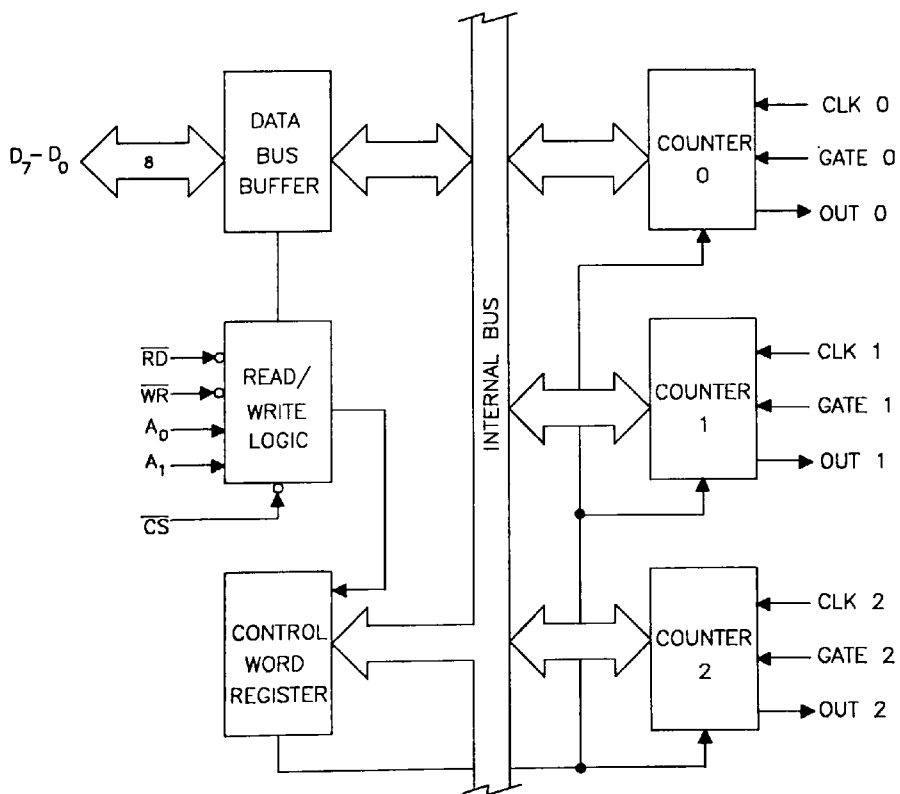 D7-D0
8
DATA
BUS
BUFFER
COUNTER
0
CLK 0
GATE 0
OUT 0
RD
WR
A0
A1
CS
READ/
WRITE
LOGIC
INTERNAL BUS
COUNTER
1
CLK 1
GATE 1
OUT 1
CONTROL
WORD
REGISTER
COUNTER
2
CLK 2
GATE 2
OUT 2